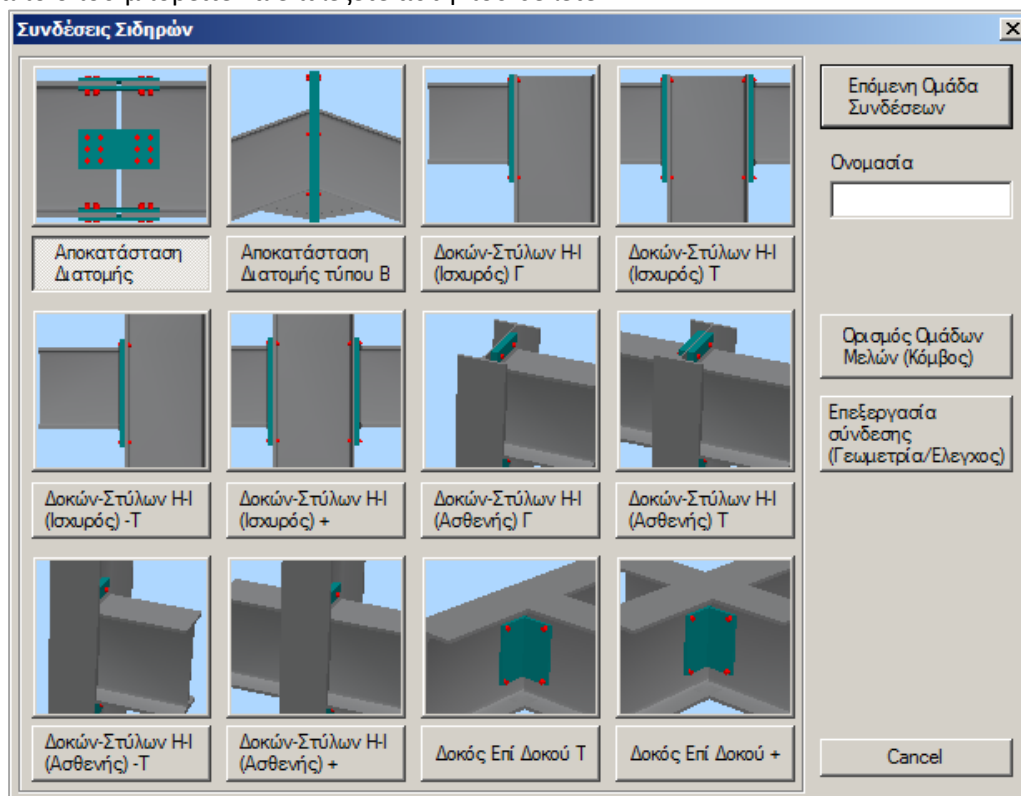 Συνδέσεις Σιδηρών
Επόμενη Ομάδα
Συνδέσεων
Ονομασία
Αποκατάσταση
Διατομής
Αποκατάσταση
Διατομής τύπου Β
Δοκών-Στύλων Η-Ι
(Ισχυρός) Γ
Δοκών-Στύλων Η-Ι
(Ισχυρός) Τ
Ορισμός Ομάδων
Μελών (Κόμβος)
Επεξεργασία
σύνδεσης
(Γεωμετρία/Ελεγχος)
Δοκών-Στύλων Η-Ι
(Ισχυρός) -Τ
Δοκών-Στύλων Η-Ι
(Ισχυρός) +
Δοκών-Στύλων Η-Ι
(Ασθενής) Γ
Δοκών-Στύλων Η-Ι
(Ασθενής) Τ
Δοκών-Στύλων Η-Ι
(Ασθενής) -Τ
Δοκών-Στύλων Η-Ι
(Ασθενής) +
Δοκός Επί Δοκού Τ
Δοκός Επί Δοκού +
Cancel